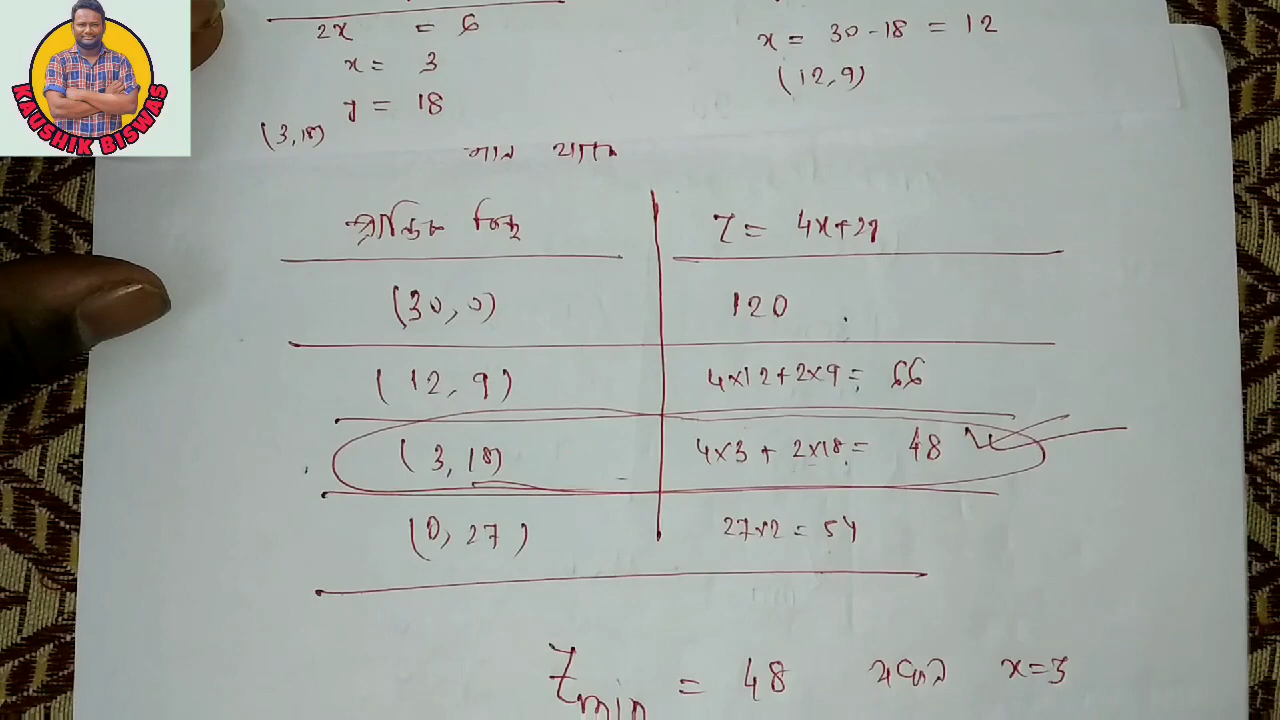 KAUSHIK BISWAS
2x = 6
x = 3
y = 18
(3,18)
x = 30 - 18 = 12
(12,9)
প্রান্তিক বিন্দু
Z = 4x+2y
(30,0)
120
(12,9)
4×12+2×9= 66
(3,18)
4×3 + 2×18= 48
(0,27)
27×2 = 54
Zmin = 48 যখন x=3